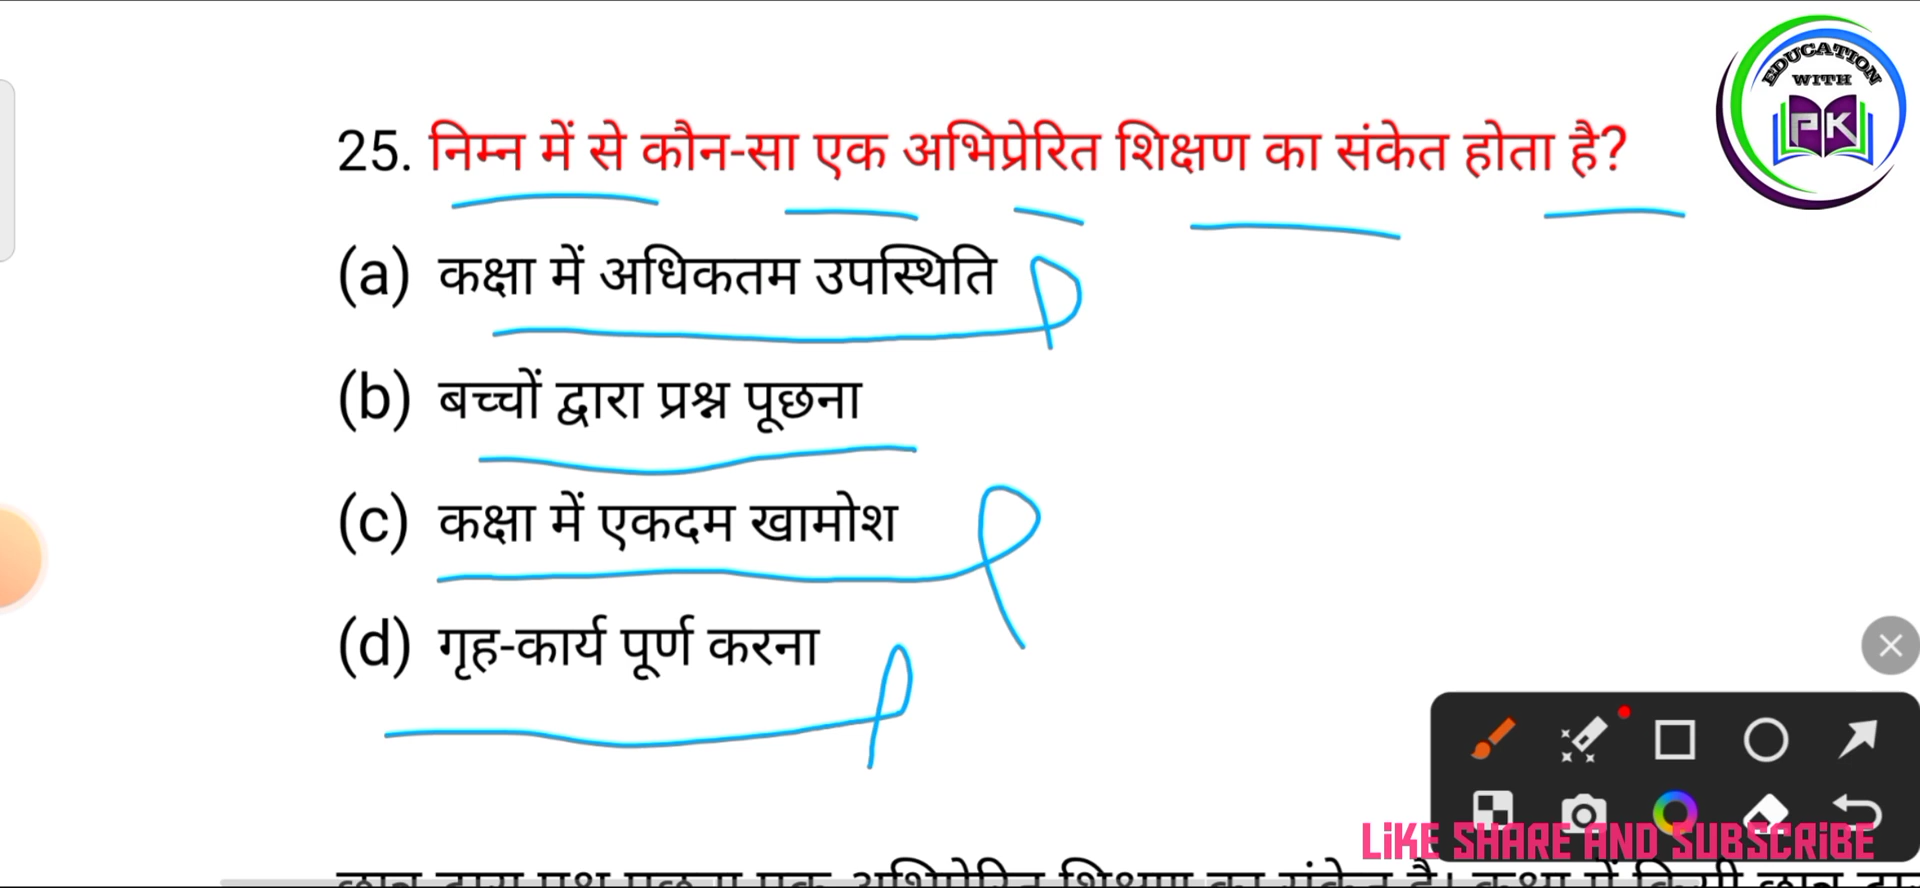 EDUCATION
WITH
PK
25. निम्न में से कौन-सा एक अभिप्रेरित शिक्षण का संकेत होता है?
(a) कक्षा में अधिकतम उपस्थिति
(b) बच्चों द्वारा प्रश्न पूछना
(c) कक्षा में एकदम खामोश
(d) गृह-कार्य पूर्ण करना
LIKE SHARE AND SUBSCRIBE